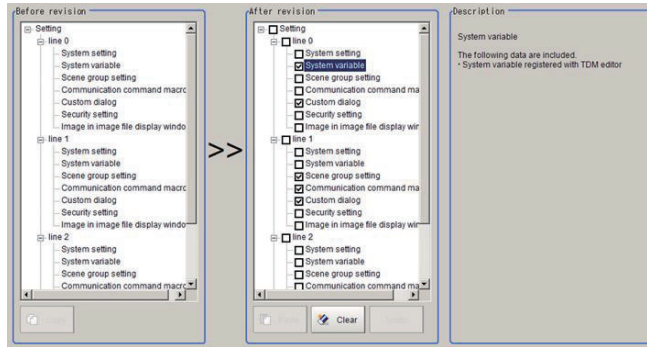 Before revision
Setting
line 0
System setting
System variable
Scene group setting
Communication command macro
Custom dialog
Security setting
Image in image file display windo
line 1
System setting
System variable
Scene group setting
Communication command macro
Custom dialog
Security setting
Image in image file display windo
line 2
System setting
System variable
Scene group setting
Communication command macro
Copy
>>
After revision
Setting
line 0
System setting
System variable
Scene group setting
Communication command ma
Custom dialog
Security setting
Image in image file display wir
line 1
System setting
System variable
Scene group setting
Communication command ma
Custom dialog
Security setting
Image in image file display wir
line 2
System setting
System variable
Scene group setting
Communication command ma
Clear
Description
System variable
The following data are included.
・System variable registered with TDM editor